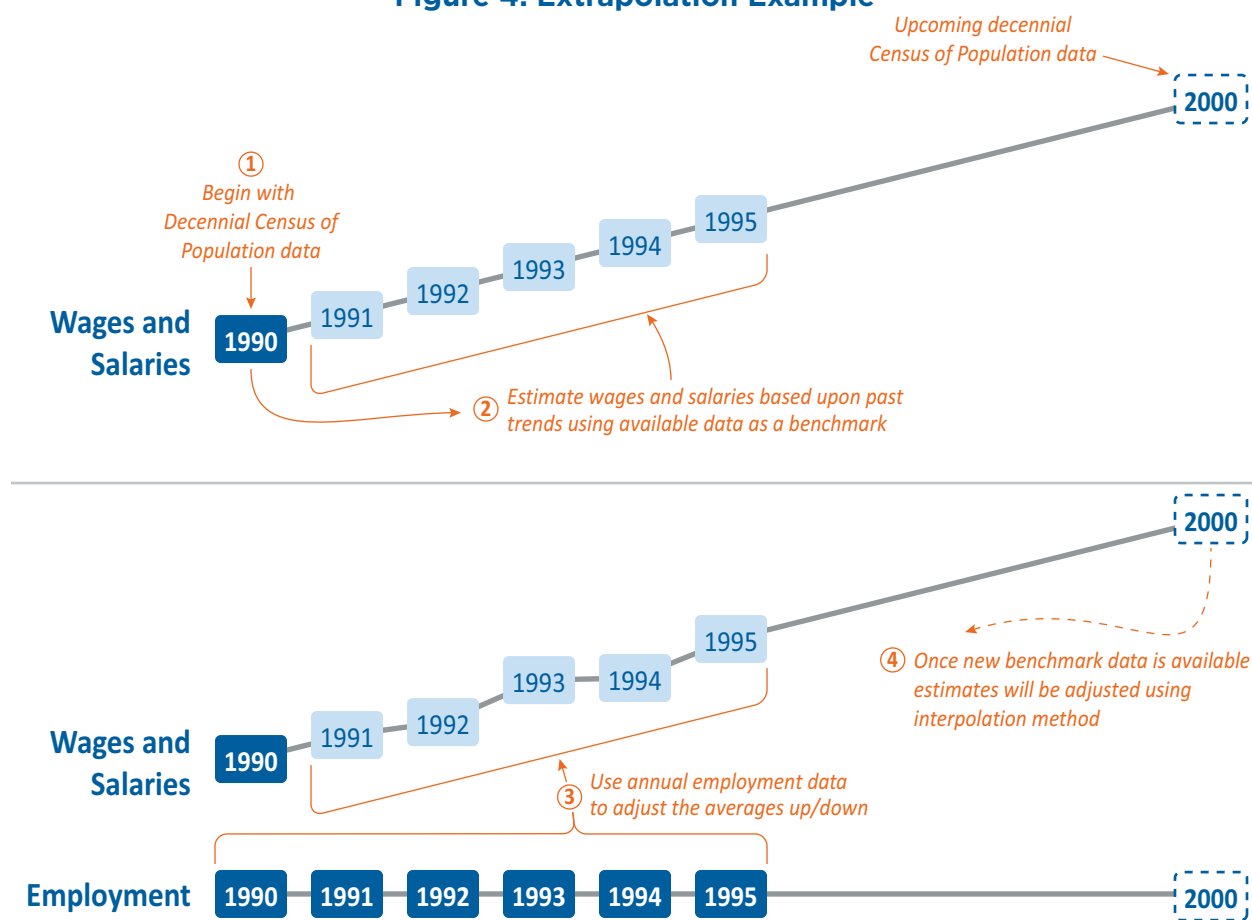 Figure 4. Extrapolation Example
Upcoming decennial
Census of Population data
2000
1
Begin with
Decennial Census of
Population data
1995
1994
1993
1992
1991
1990
Wages and
Salaries
2 Estimate wages and salaries based upon past
trends using available data as a benchmark
2000
1995
1994
1993
1992
1991
1990
Wages and
Salaries
4 Once new benchmark data is available
estimates will be adjusted using
interpolation method
3 Use annual employment data
to adjust the averages up/down
Employment 1990 1991 1992 1993 1994 1995 2000